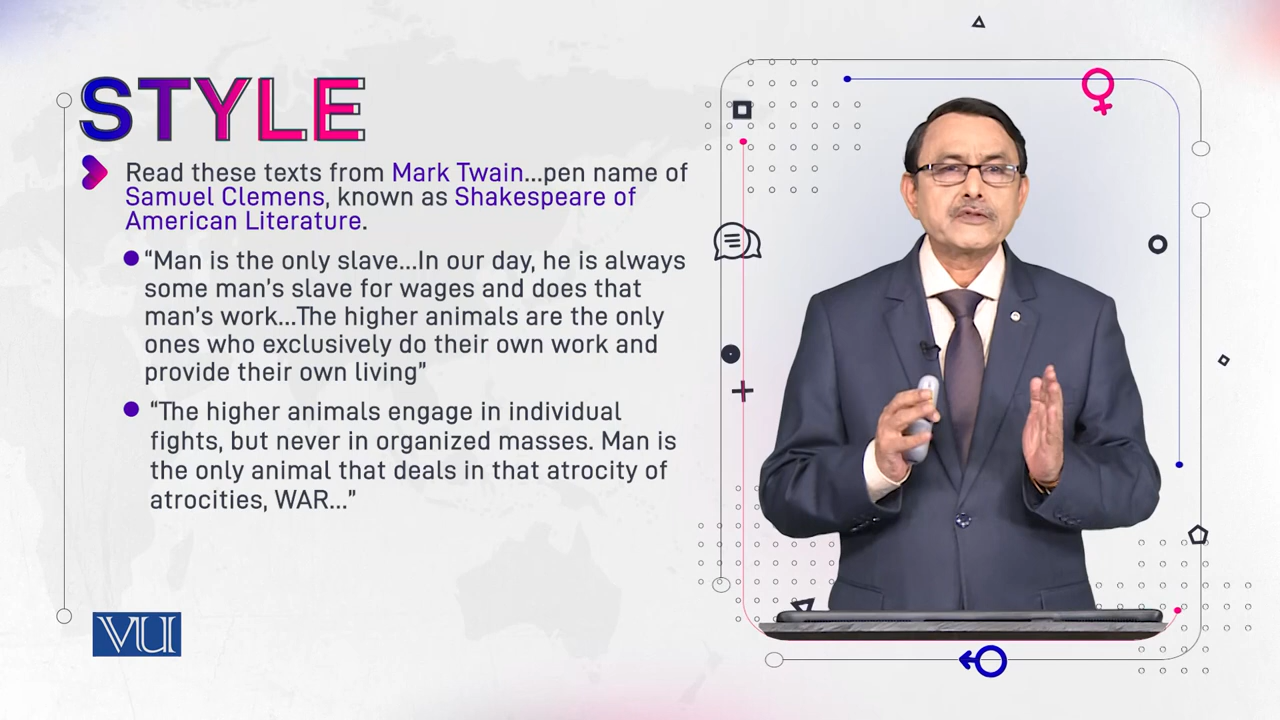 STYLE
Read these texts from Mark Twain...pen name of
Samuel Clemens, known as Shakespeare of
American Literature.
“Man is the only slave...In our day, he is always
some man’s slave for wages and does that
man’s work...The higher animals are the only
ones who exclusively do their own work and
provide their own living”
“The higher animals engage in individual
fights, but never in organized masses. Man is
the only animal that deals in that atrocity of
atrocities, WAR...”
VU